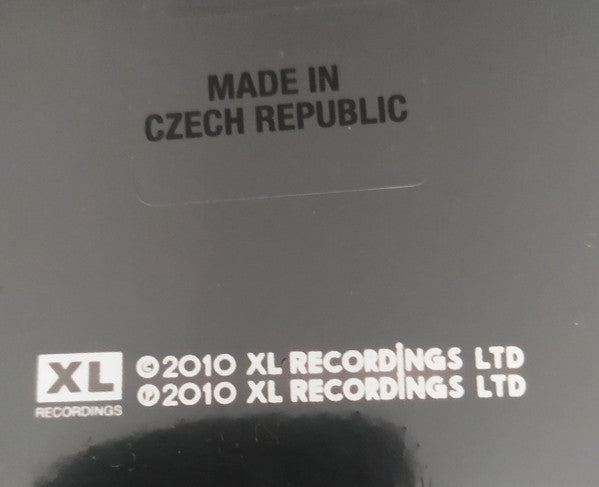 MADE IN
CZECH REPUBLIC
XL
RECORDINGS
©2010 XL RECORDINGS LTD
℗2010 XL RECORDINGS LTD